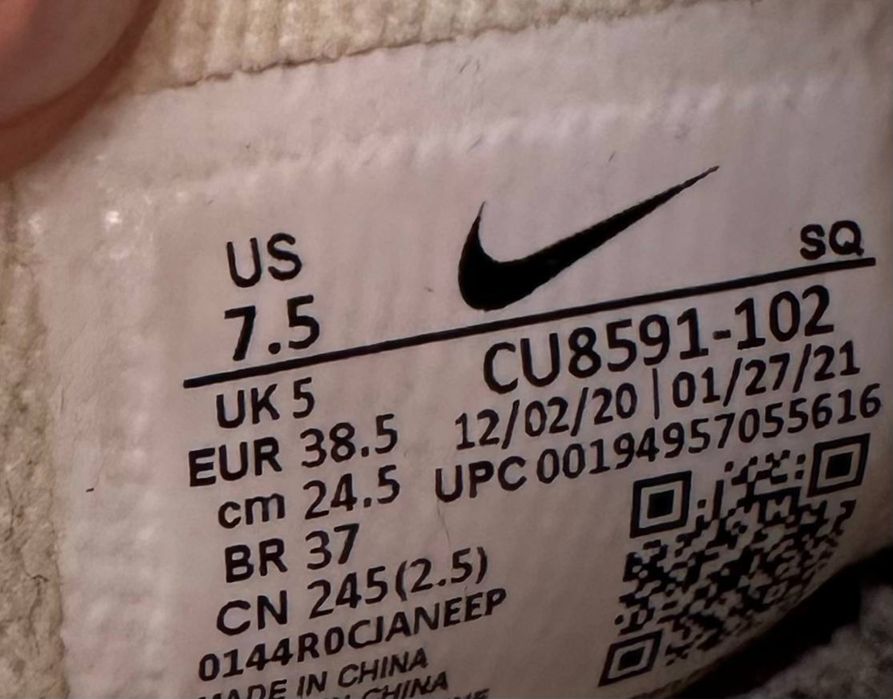 US
7.5
SQ
UK 5
EUR 38.5
cm 24.5
BR 37
CN 245(2.5)
0144R0CJANEEP
MADE IN CHINA
CHINA
CU8591-102
12/02/20 | 01/27/21
UPC 00194957055616